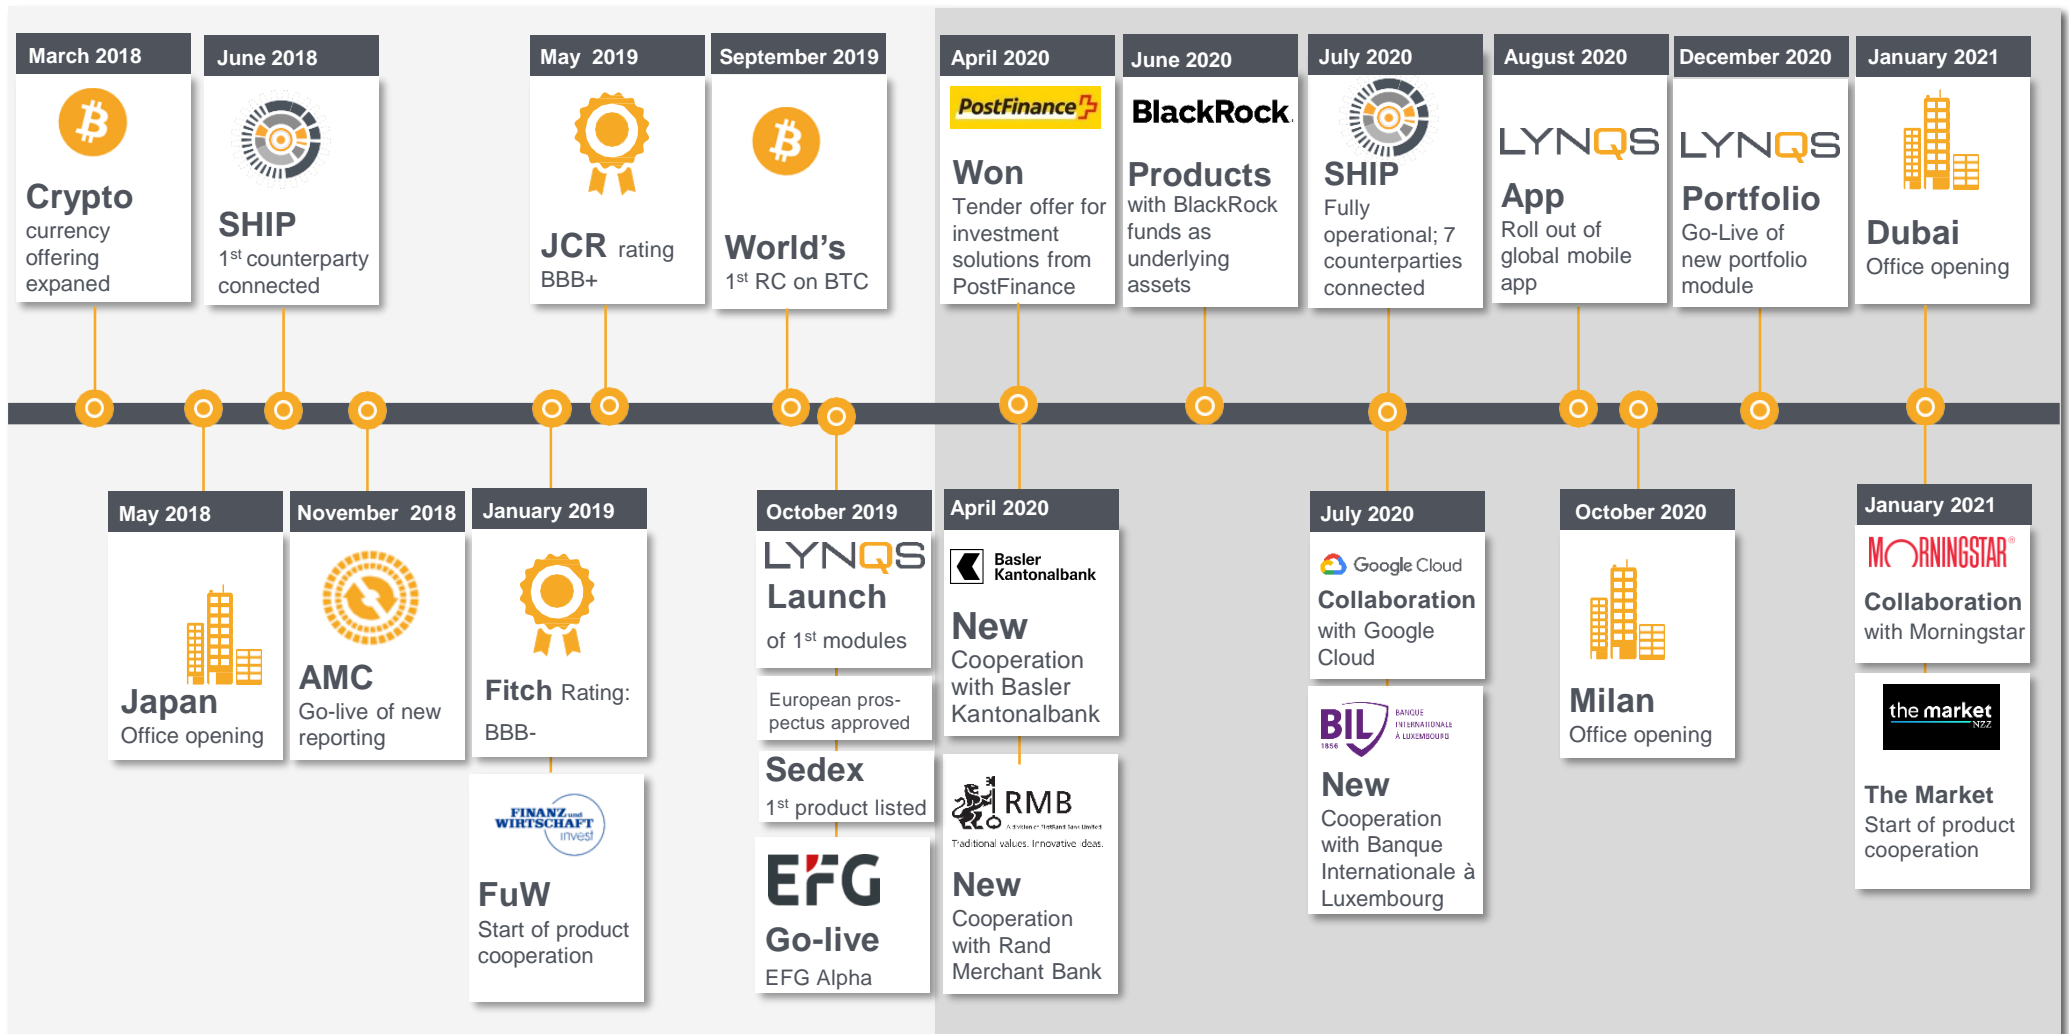 March 2018
Crypto
currency
offering
expaned
June 2018
SHIP
1st counterparty
connected
May 2019
JCR rating
BBB+
September 2019
World's
1st RC on BTC
April 2020
PostFinance
Won
Tender offer for
investment
solutions from
PostFinance
June 2020
BlackRock.
Products
with BlackRock
funds as
underlying
assets
July 2020
SHIP
Fully
operational; 7
counterparties
connected
August 2020
LYNQS
App
Roll out of
global mobile
app
December 2020
LYNQS
Portfolio
Go-Live of
new portfolio
module
January 2021
Dubai
Office opening
May 2018
Japan
Office opening
November 2018
AMC
Go-live of new
reporting
January 2019
Fitch Rating:
BBB-
FINANZ und
WIRTSCHAFT
invest
FuW
Start of product
cooperation
October 2019
LYNQS
Launch
of 1st modules
European pros-
pectus approved
Sedex
1st product listed
EFG
Go-live
EFG Alpha
April 2020
Basler
Kantonalbank
New
Cooperation
with Basler
Kantonalbank
RMB
A division of FirstRand Bank Limited
Traditional values. Innovative ideas.
New
Cooperation
with Rand
Merchant Bank
July 2020
Google Cloud
Collaboration
with Google
Cloud
BIL
1856
BANQUE
INTERNATIONALE
À LUXEMBOURG
New
Cooperation
with Banque
Internationale à
Luxembourg
October 2020
Milan
Office opening
January 2021
MORNINGSTAR®
Collaboration
with Morningstar
the market
NZZ
The Market
Start of product
cooperation